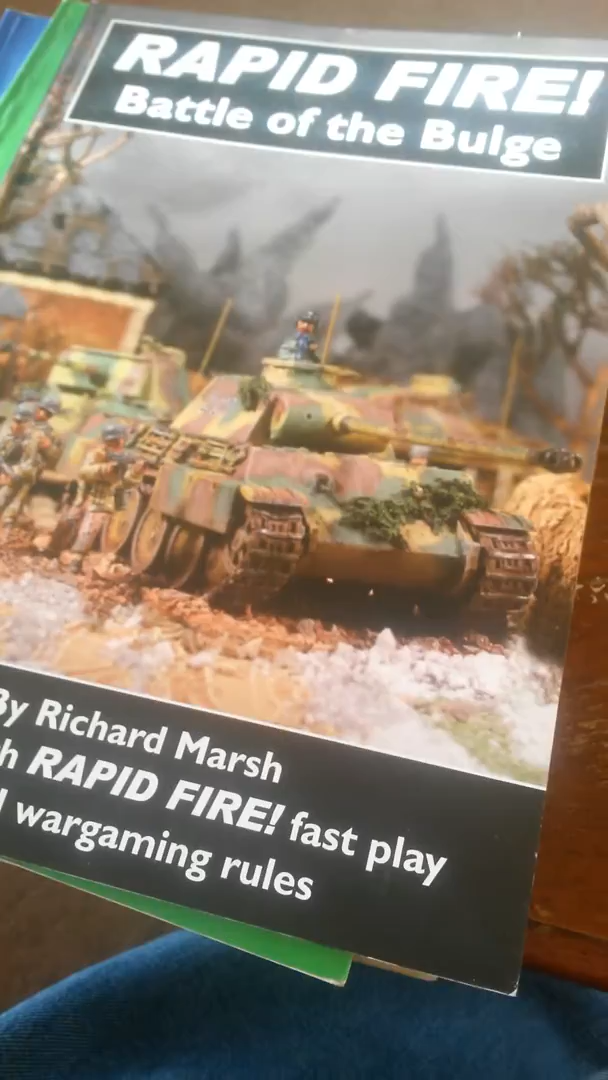 RAPID FIRE!
Battle of the Bulge
By Richard Marsh
h RAPID FIRE! fast play
wargaming rules